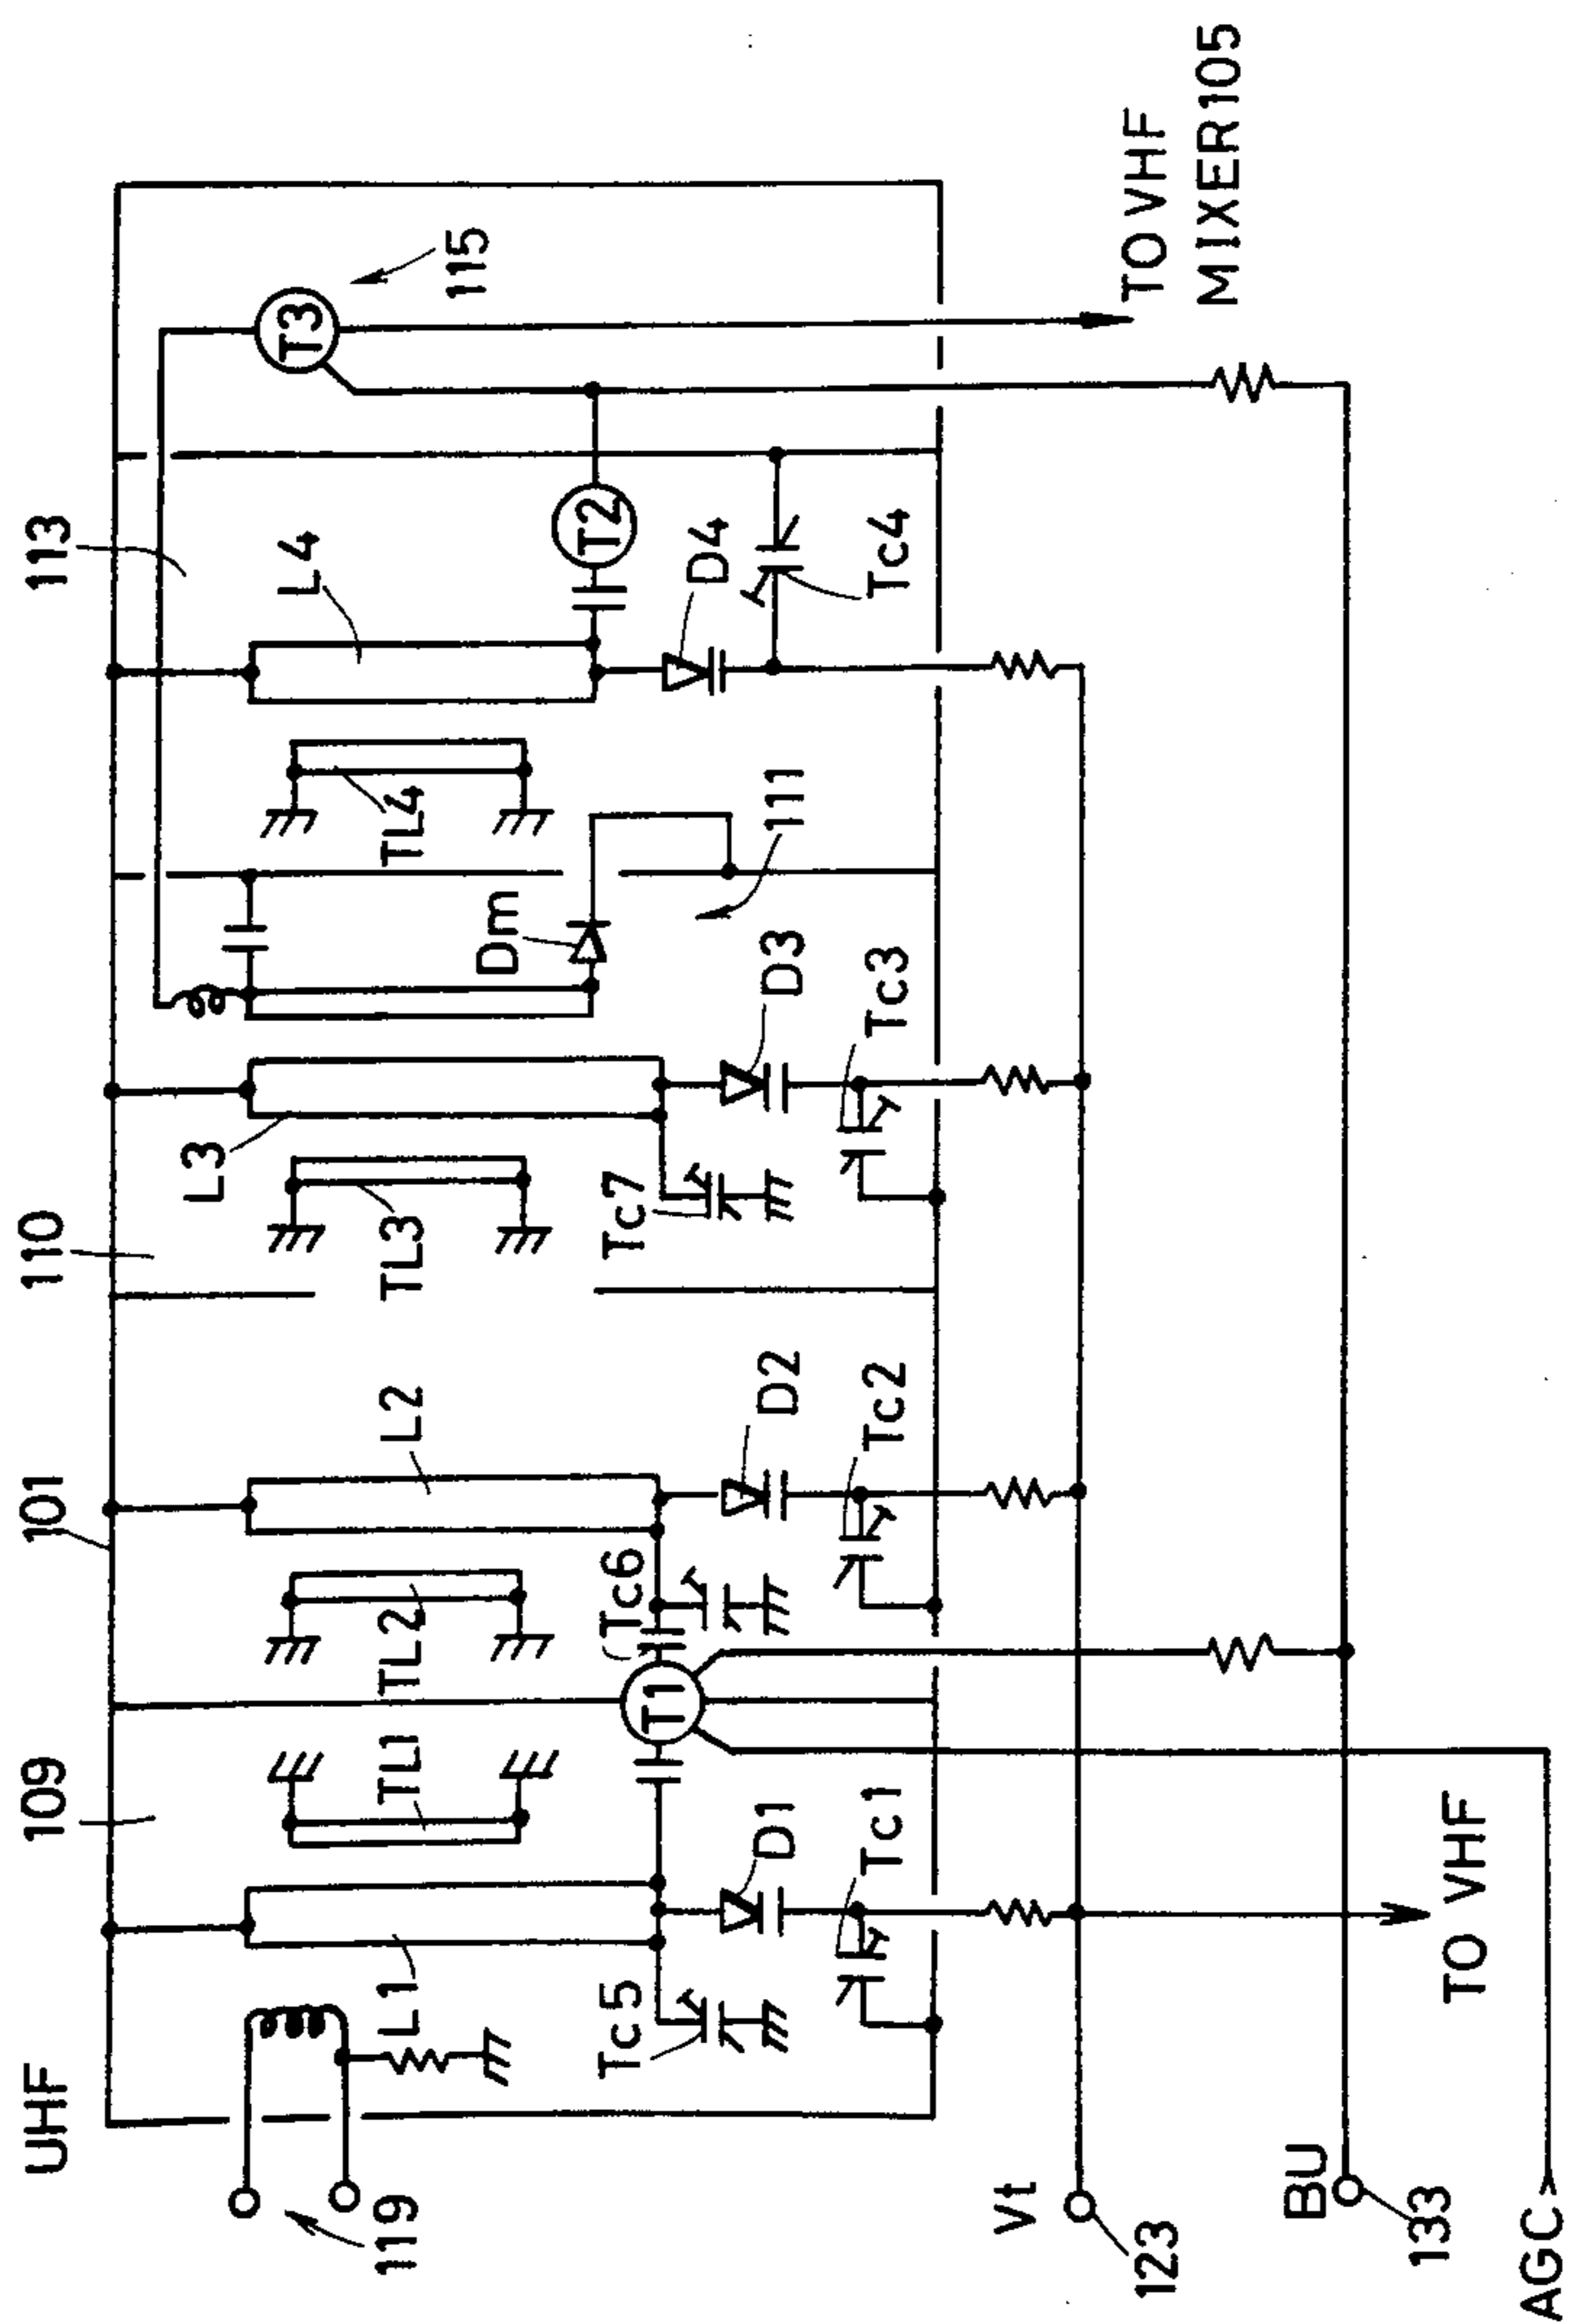 UHF
109
101
110
113
119
L1
TL1
TL2
L2
L3
TL3
TL4
L4
Dm
111
115
T1
T2
T3
Tc5
Tc6
Tc7
D1
D2
D3
D4
Tc1
Tc2
Tc3
Tc4
Vt
123
BU
133
AGC
TO VHF
TO VHF
MIXER105